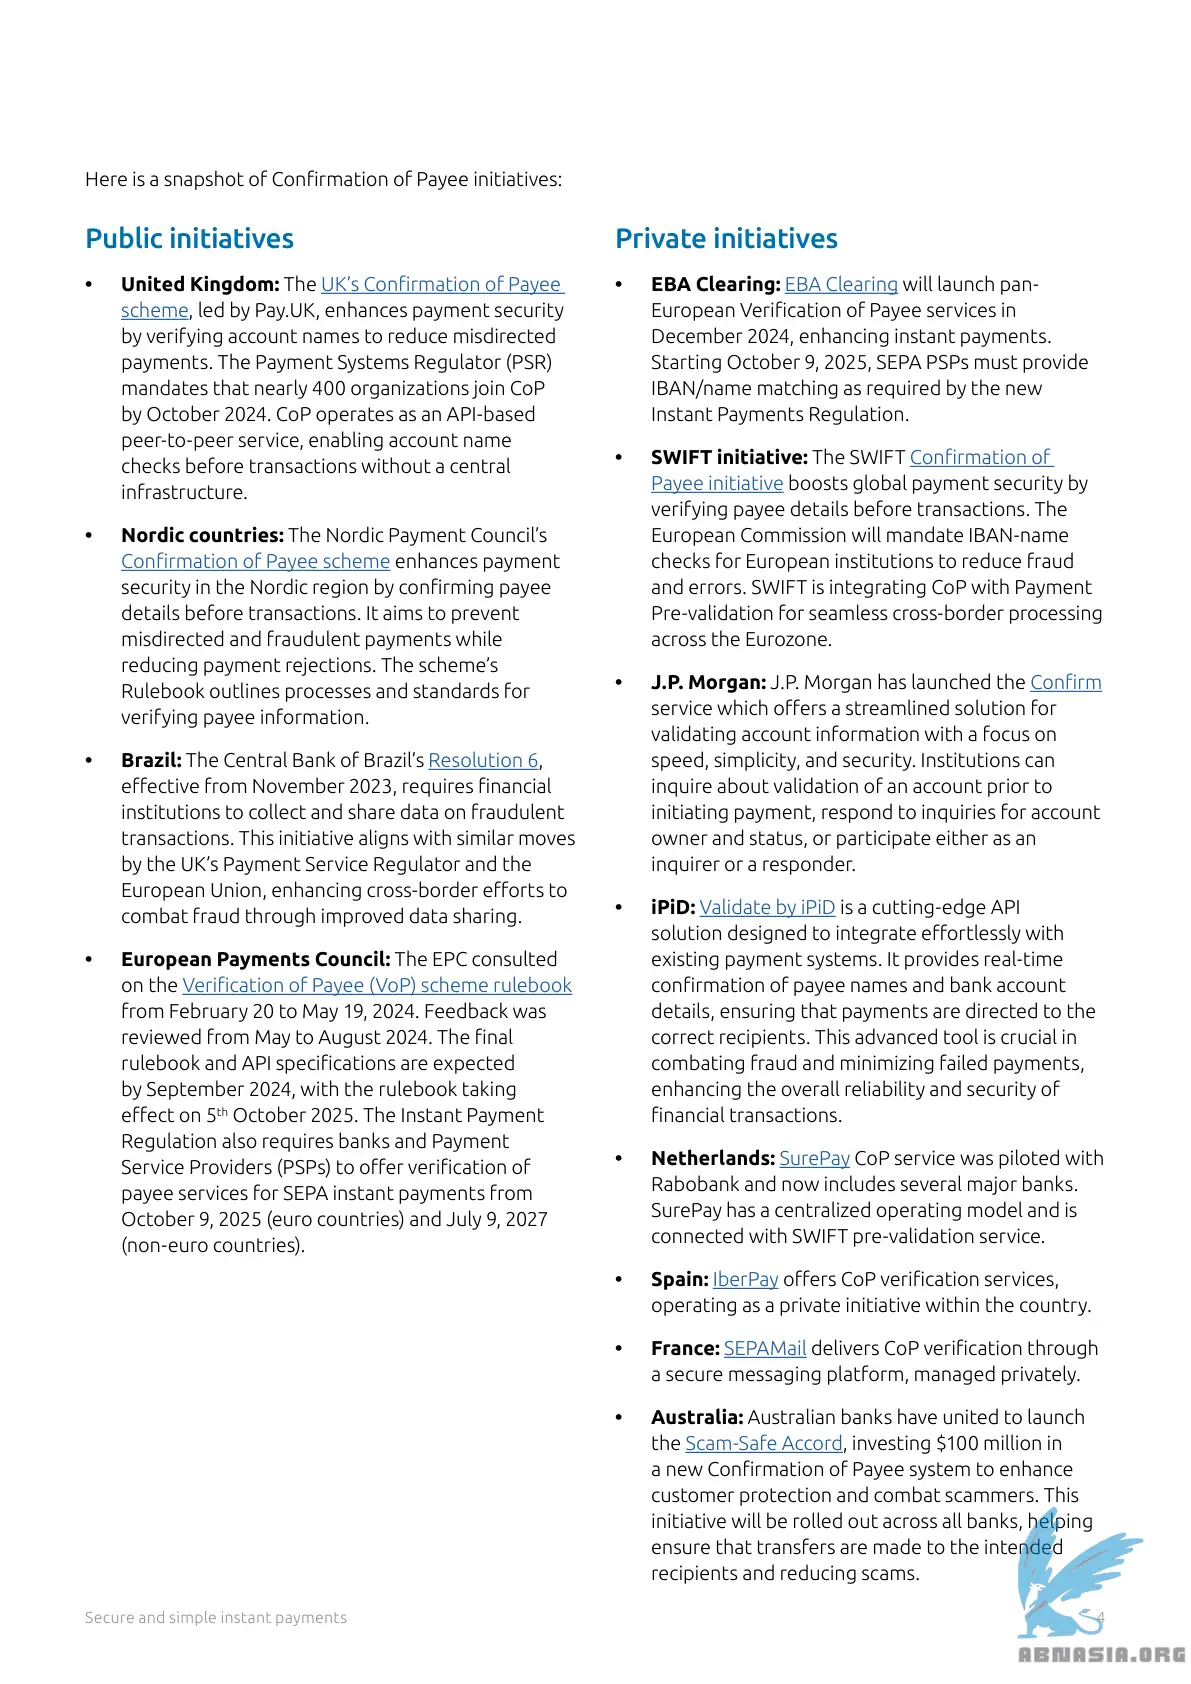 Here is a snapshot of Confirmation of Payee initiatives:
Public initiatives
• United Kingdom: The UK’s Confirmation of Payee
scheme, led by Pay.UK, enhances payment security
by verifying account names to reduce misdirected
payments. The Payment Systems Regulator (PSR)
mandates that nearly 400 organizations join CoP
by October 2024. CoP operates as an API-based
peer-to-peer service, enabling account name
checks before transactions without a central
infrastructure.
• Nordic countries: The Nordic Payment Council’s
Confirmation of Payee scheme enhances payment
security in the Nordic region by confirming payee
details before transactions. It aims to prevent
misdirected and fraudulent payments while
reducing payment rejections. The scheme’s
Rulebook outlines processes and standards for
verifying payee information.
• Brazil: The Central Bank of Brazil’s Resolution 6,
effective from November 2023, requires financial
institutions to collect and share data on fraudulent
transactions. This initiative aligns with similar moves
by the UK’s Payment Service Regulator and the
European Union, enhancing cross-border efforts to
combat fraud through improved data sharing.
• European Payments Council: The EPC consulted
on the Verification of Payee (VoP) scheme rulebook
from February 20 to May 19, 2024. Feedback was
reviewed from May to August 2024. The final
rulebook and API specifications are expected
by September 2024, with the rulebook taking
effect on 5th October 2025. The Instant Payment
Regulation also requires banks and Payment
Service Providers (PSPs) to offer verification of
payee services for SEPA instant payments from
October 9, 2025 (euro countries) and July 9, 2027
(non-euro countries).
Private initiatives
• EBA Clearing: EBA Clearing will launch pan-
European Verification of Payee services in
December 2024, enhancing instant payments.
Starting October 9, 2025, SEPA PSPs must provide
IBAN/name matching as required by the new
Instant Payments Regulation.
• SWIFT initiative: The SWIFT Confirmation of
Payee initiative boosts global payment security by
verifying payee details before transactions. The
European Commission will mandate IBAN-name
checks for European institutions to reduce fraud
and errors. SWIFT is integrating CoP with Payment
Pre-validation for seamless cross-border processing
across the Eurozone.
• J.P. Morgan: J.P. Morgan has launched the Confirm
service which offers a streamlined solution for
validating account information with a focus on
speed, simplicity, and security. Institutions can
inquire about validation of an account prior to
initiating payment, respond to inquiries for account
owner and status, or participate either as an
inquirer or a responder.
• iPiD: Validate by iPiD is a cutting-edge API
solution designed to integrate effortlessly with
existing payment systems. It provides real-time
confirmation of payee names and bank account
details, ensuring that payments are directed to the
correct recipients. This advanced tool is crucial in
combating fraud and minimizing failed payments,
enhancing the overall reliability and security of
financial transactions.
• Netherlands: SurePay CoP service was piloted with
Rabobank and now includes several major banks.
SurePay has a centralized operating model and is
connected with SWIFT pre-validation service.
• Spain: IberPay offers CoP verification services,
operating as a private initiative within the country.
• France: SEPAMail delivers CoP verification through
a secure messaging platform, managed privately.
• Australia: Australian banks have united to launch
the Scam-Safe Accord, investing $100 million in
a new Confirmation of Payee system to enhance
customer protection and combat scammers. This
initiative will be rolled out across all banks, helping
ensure that transfers are made to the intended
recipients and reducing scams.
Secure and simple instant payments
4
ABNASIA.ORG